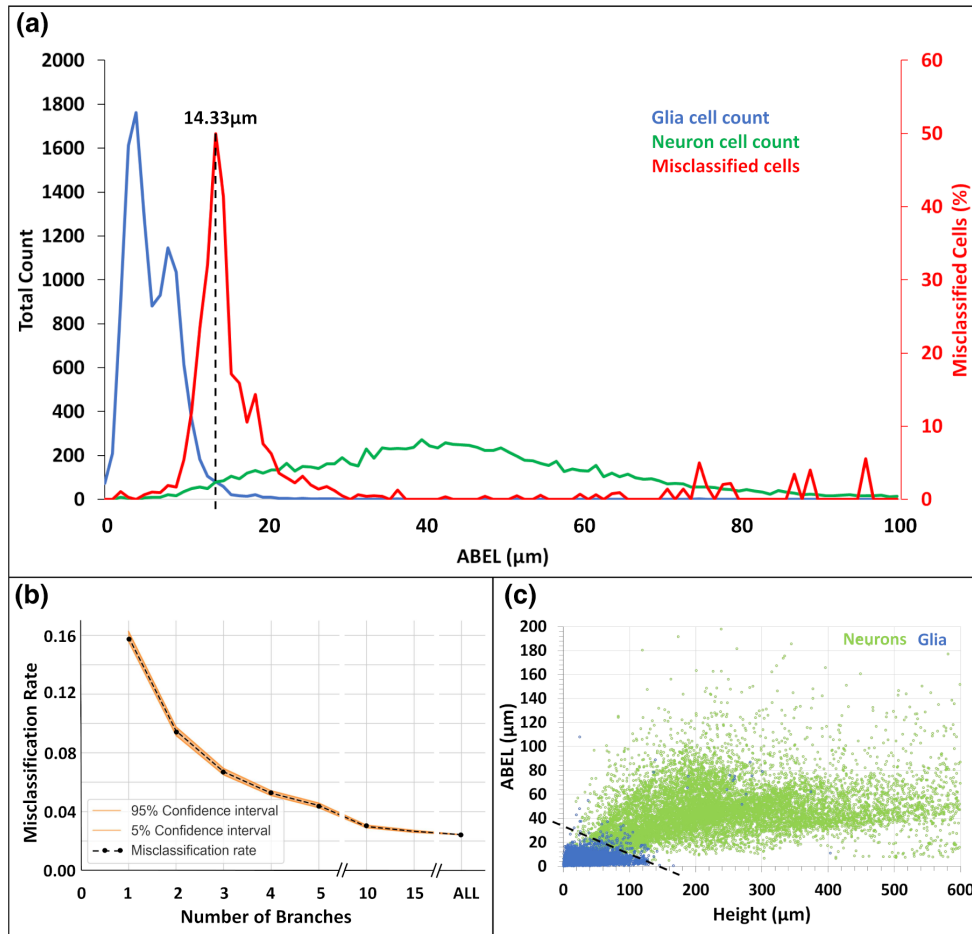 (a)
2000
1800
1600
1400
1200
1000
800
600
400
200
0
Total Count
14.33µm
Glia cell count
Neuron cell count
Misclassified cells
60
50
40
30
20
10
0
Misclassified Cells (%)
0 20 40 60 80 100
ABEL (µm)
(b)
0.16
0.12
0.08
0.04
0.00
Misclassification Rate
95% Confidence interval
5% Confidence interval
Misclassification rate
0 1 2 3 4 5 10 15 ALL
Number of Branches
(c)
Neurons Glia
200
180
160
140
120
100
80
60
40
20
0
ABEL (µm)
0 100 200 300 400 500 600
Height (µm)